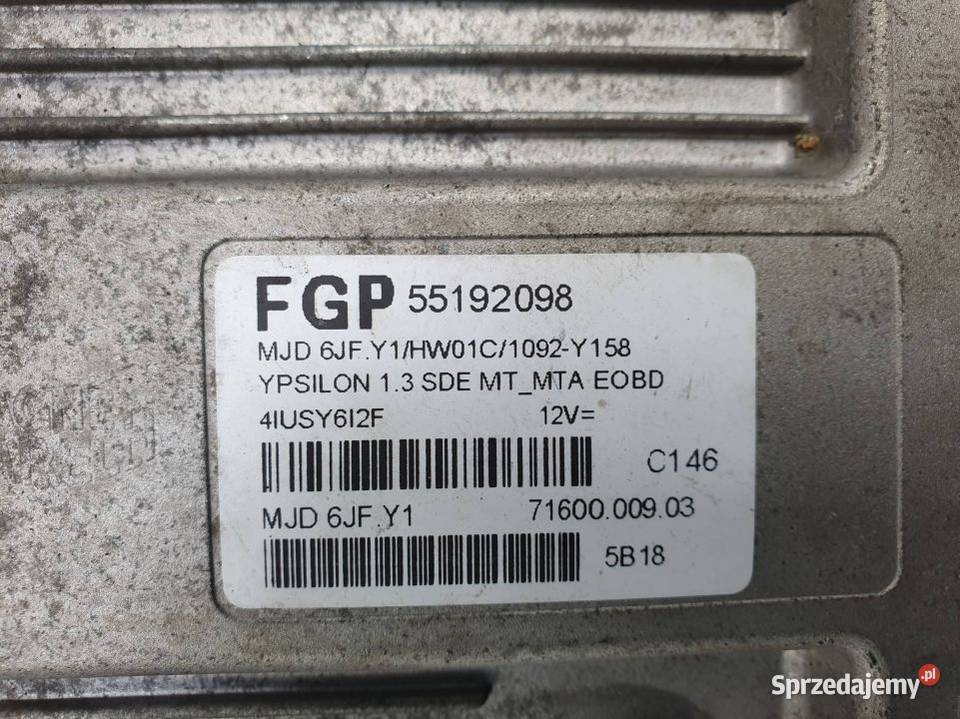 FGP 55192098
MJD 6JF.Y1/HW01C/1092-Y158
YPSILON 1.3 SDE MT_MTA EOBD
4IUSY6I2F 12V=
C146
MJD 6JF.Y1 71600.009.03
5B18
Sprzedajemy.pl